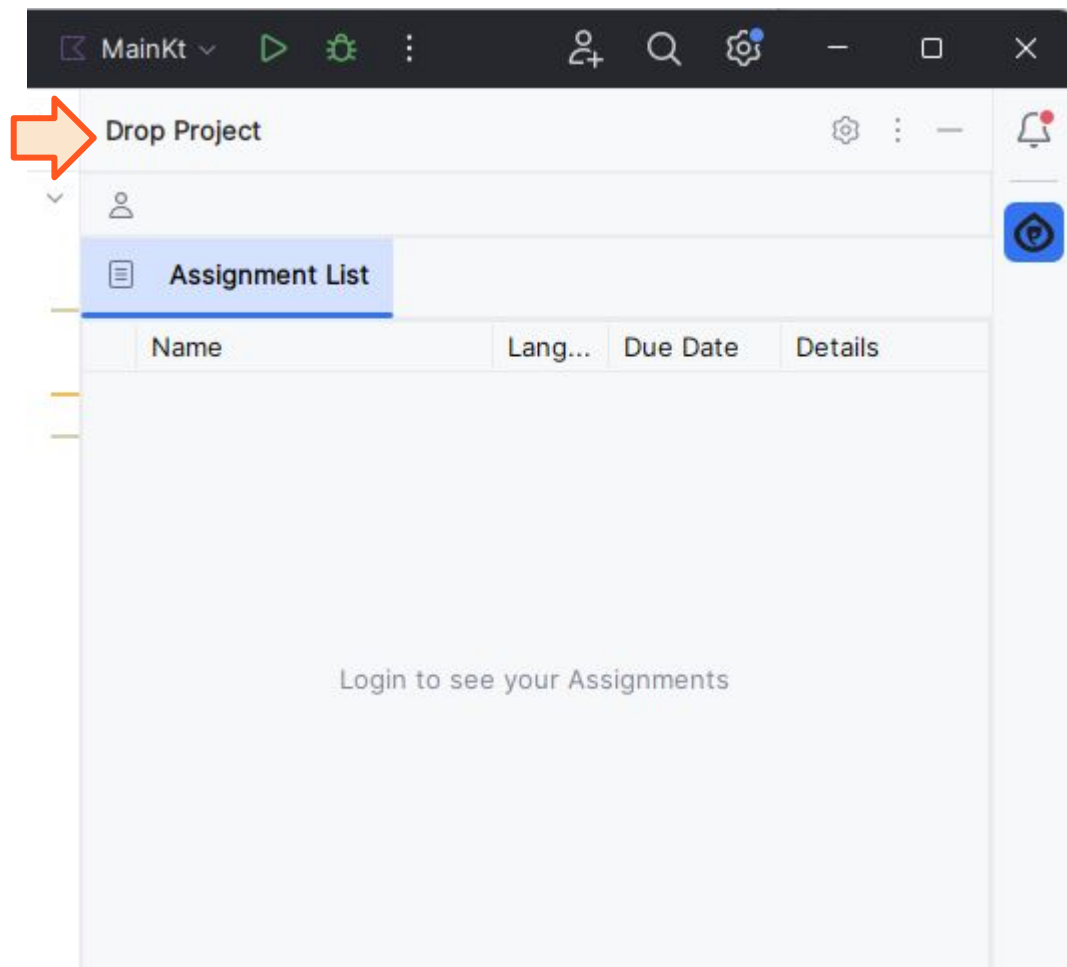 MainKt
Drop Project
Assignment List
Name Lang... Due Date Details
Login to see your Assignments